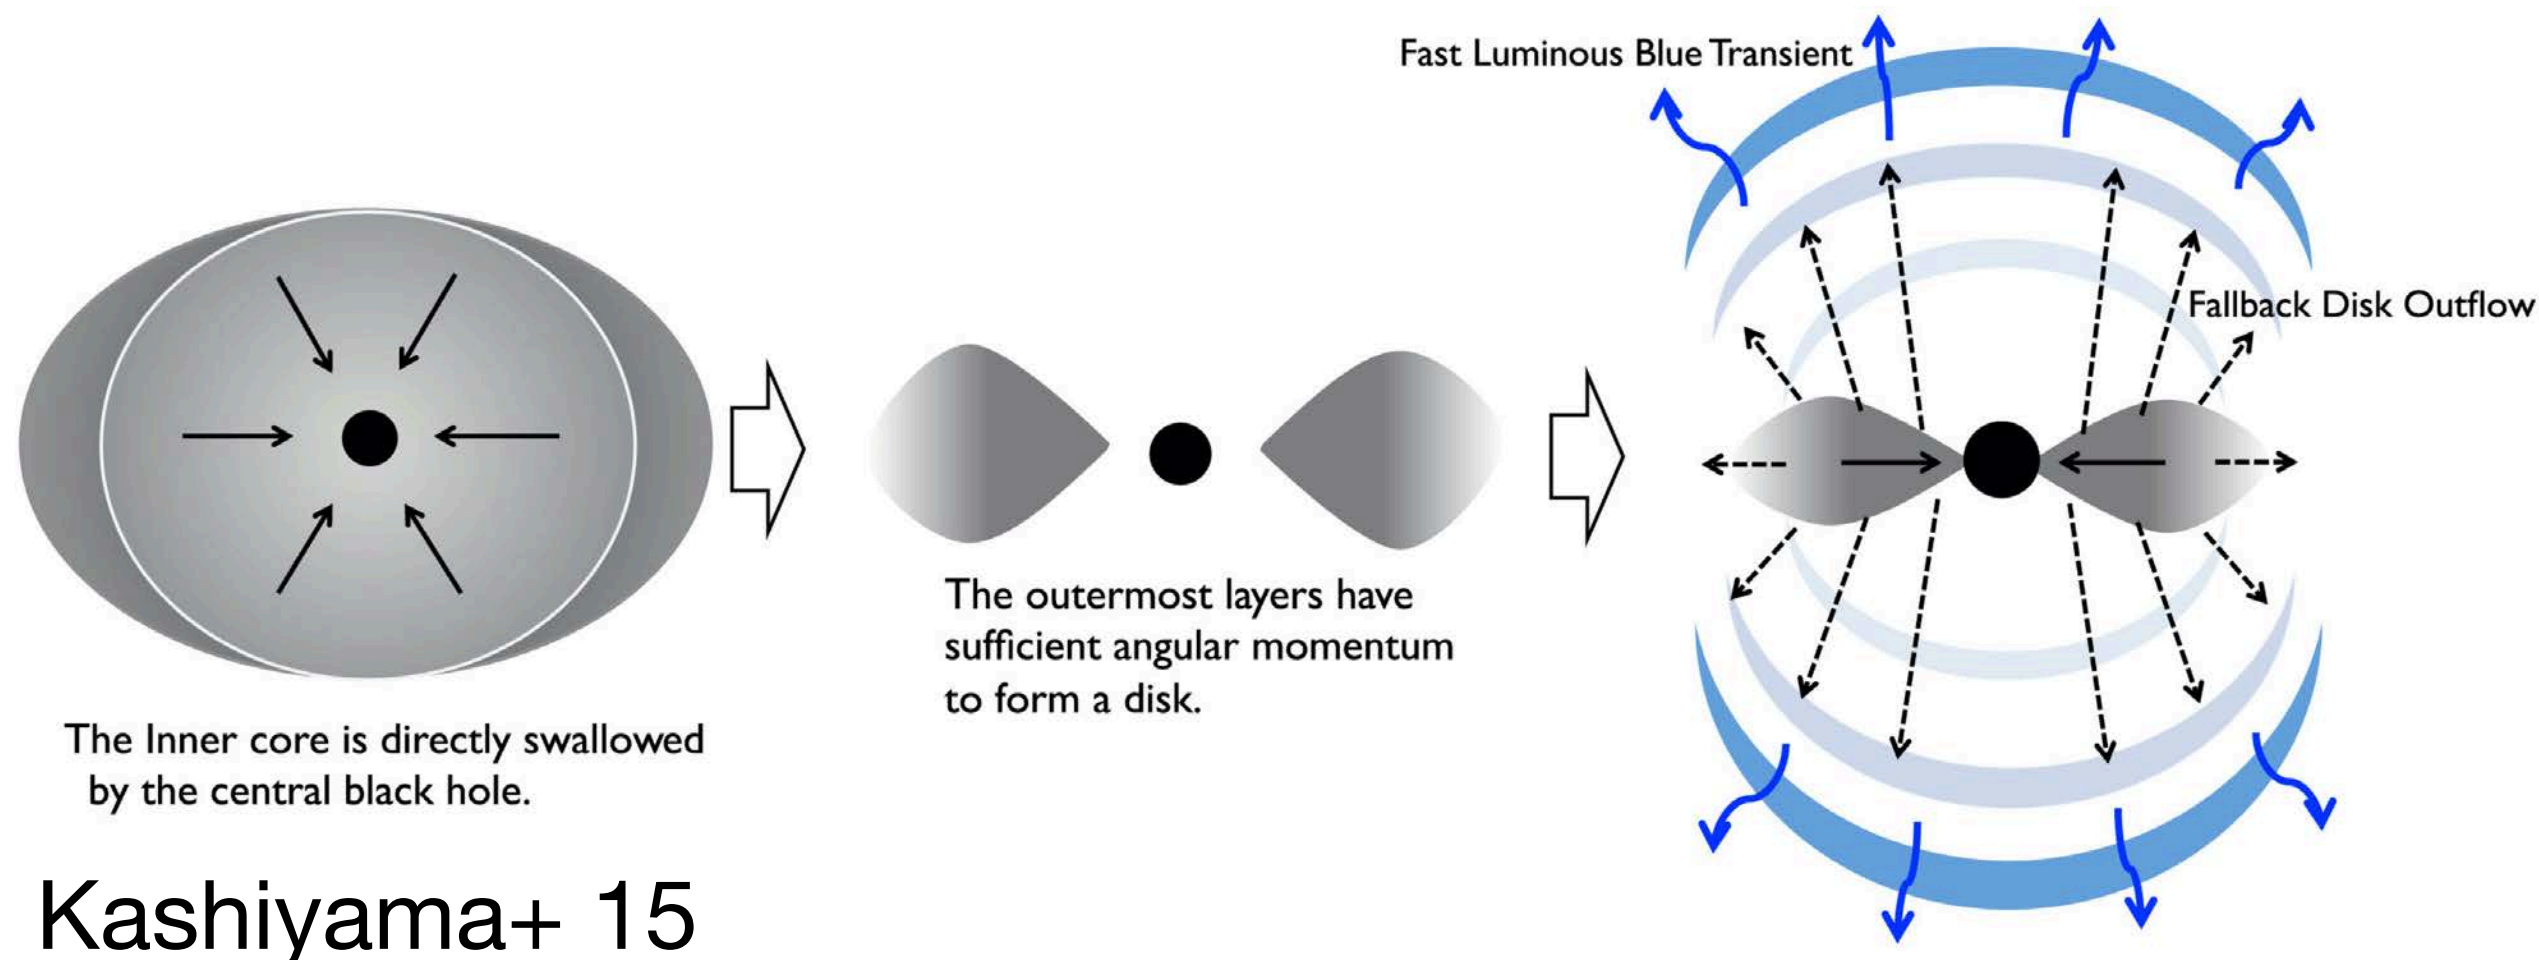 Fast Luminous Blue Transient
Fallback Disk Outflow
The outermost layers have
sufficient angular momentum
to form a disk.
The Inner core is directly swallowed
by the central black hole.
Kashiyama+ 15